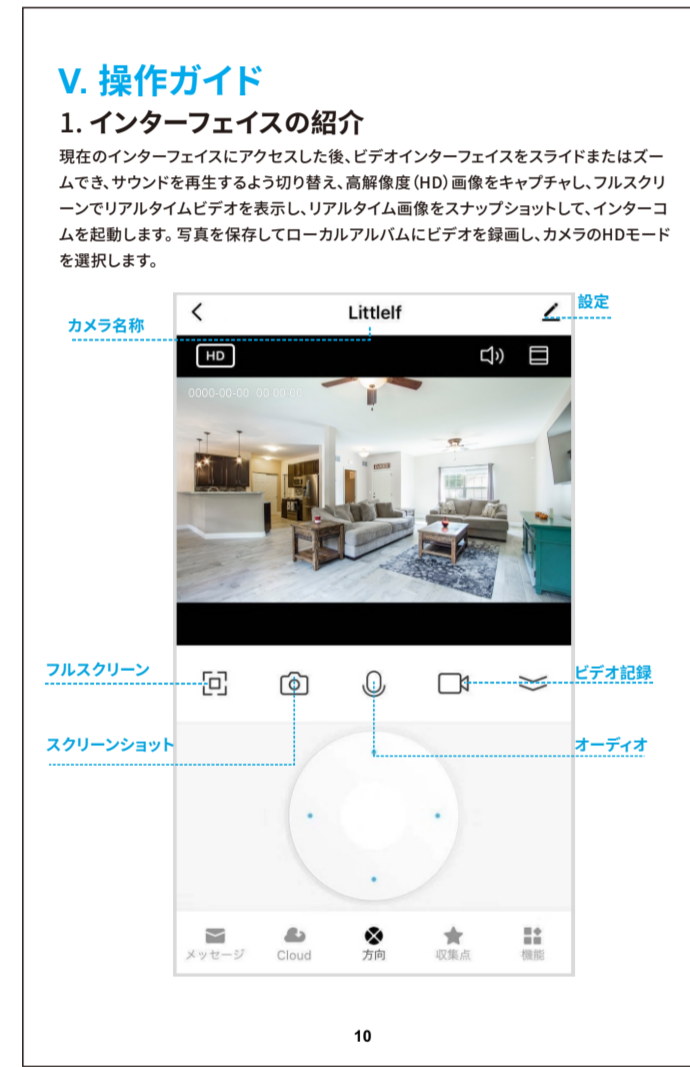 V. 操作ガイド
1. インターフェイスの紹介
現在のインターフェイスにアクセスした後、ビデオインターフェイスをスライドまたはズー
ムでき、サウンドを再生するよう切り替え、高解像度(HD)画像をキャプチャし、フルスクリ
ーンでリアルタイムビデオを表示し、リアルタイム画像をスナップショットして、インターコ
ムを起動します。写真を保存してローカルアルバムにビデオを録画し、カメラのHDモード
を選択します。
カメラ名称
Littlelf
設定
HD
0000-00-00 00:00:00
フルスクリーン
ビデオ記録
スクリーンショット
オーディオ
メッセージ
Cloud
方向
収集点
機能
10